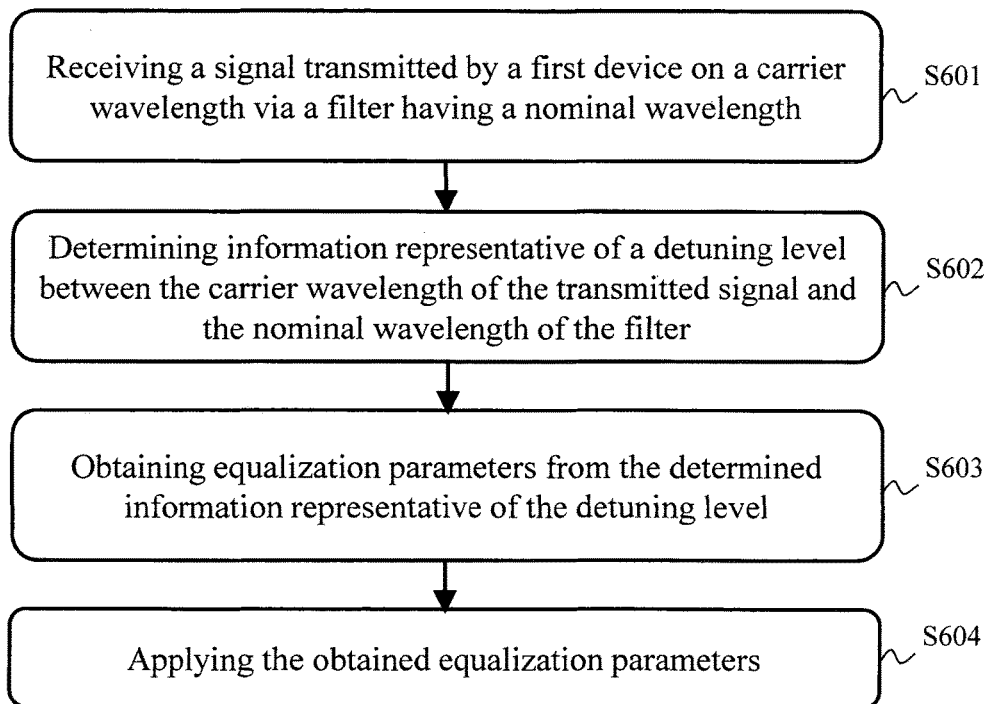 Receiving a signal transmitted by a first device on a carrier
wavelength via a filter having a nominal wavelength
S601
Determining information representative of a detuning level
between the carrier wavelength of the transmitted signal and
the nominal wavelength of the filter
S602
Obtaining equalization parameters from the determined
information representative of the detuning level
S603
Applying the obtained equalization parameters
S604